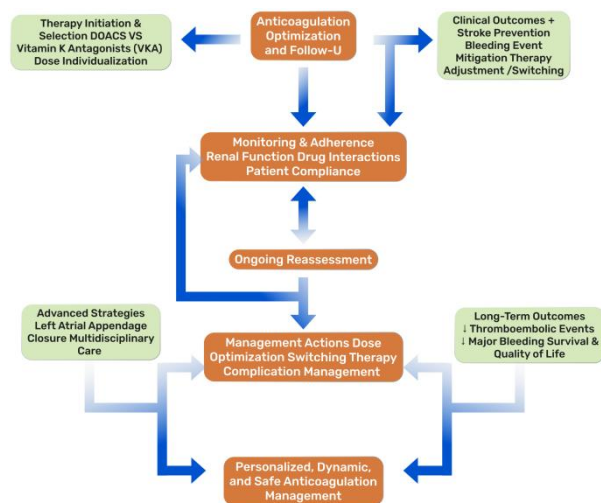 Therapy Initiation &
Selection DOACS VS
Vitamin K Antagonists (VKA)
Dose Individualization
Anticoagulation
Optimization
and Follow-U
Clinical Outcomes +
Stroke Prevention
Bleeding Event
Mitigation Therapy
Adjustment /Switching
Monitoring & Adherence
Renal Function Drug Interactions
Patient Compliance
Ongoing Reassessment
Advanced Strategies
Left Atrial Appendage
Closure Multidisciplinary
Care
Management Actions Dose
Optimization Switching Therapy
Complication Management
Long-Term Outcomes
↓ Thromboembolic Events
↓ Major Bleeding Survival &
Quality of Life
Personalized, Dynamic,
and Safe Anticoagulation
Management